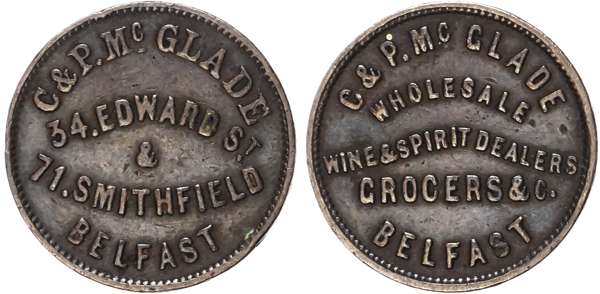 C & P. Mc GLADE
34. EDWARD ST.
&
71. SMITHFIELD
BELFAST
C & P. Mc GLADE
WHOLESALE
WINE & SPIRIT DEALERS
GROCERS & C.
BELFAST